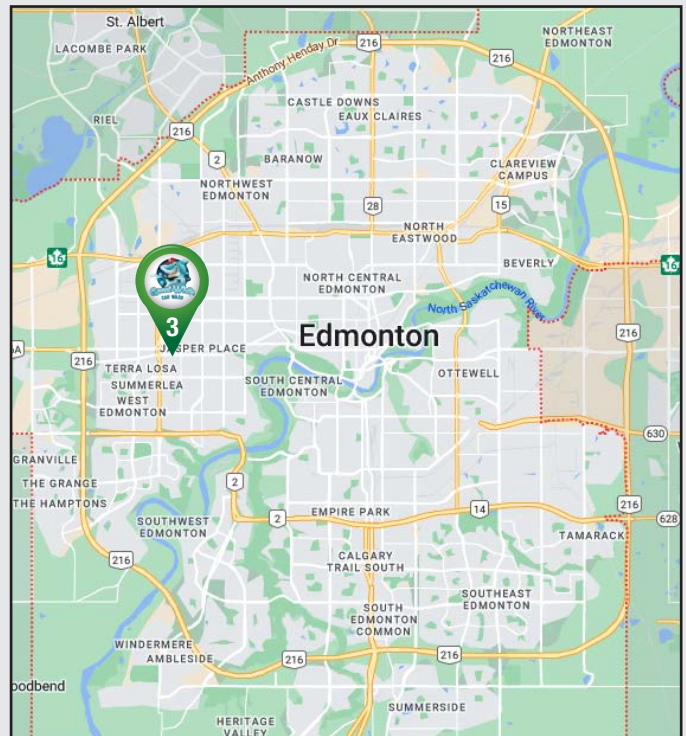 St. Albert
LACOMBE PARK
216
NORTHEAST
EDMONTON
Anthony Henday Dr
216
CASTLE DOWNS
EAUX CLAIRES
RIEL
216
2
BARANOW
CLAREVIEW
CAMPUS
NORTHWEST
EDMONTON
28
15
NORTH
EASTWOOD
16
BEVERLY
16
NORTH CENTRAL
EDMONTON
CAR WASH
North Saskatchewan River
3
Edmonton
216
JASPER PLACE
216
TERRA LOSA
SUMMERLEA
WEST
EDMONTON
SOUTH CENTRAL
EDMONTON
OTTEWELL
630
GRANVILLE
THE GRANGE
THE HAMPTONS
2
SOUTHWEST
EDMONTON
2
EMPIRE PARK
14
216
628
TAMARACK
216
CALGARY
TRAIL SOUTH
SOUTHEAST
EDMONTON
SOUTH
EDMONTON
COMMON
WINDERMERE
AMBLESIDE
216
216
oodbend
SUMMERSIDE
HERITAGE
VALLEY